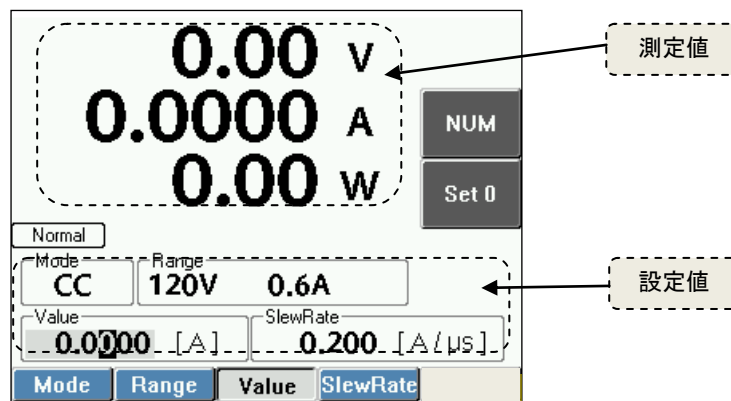 0.00 V
測定値
0.0000 A
NUM
0.00 W
Set 0
Normal
Mode
Range
CC
120V 0.6A
設定値
Value
SlewRate
0.0000 [A]
0.200 [A/μs]
Mode Range Value SlewRate